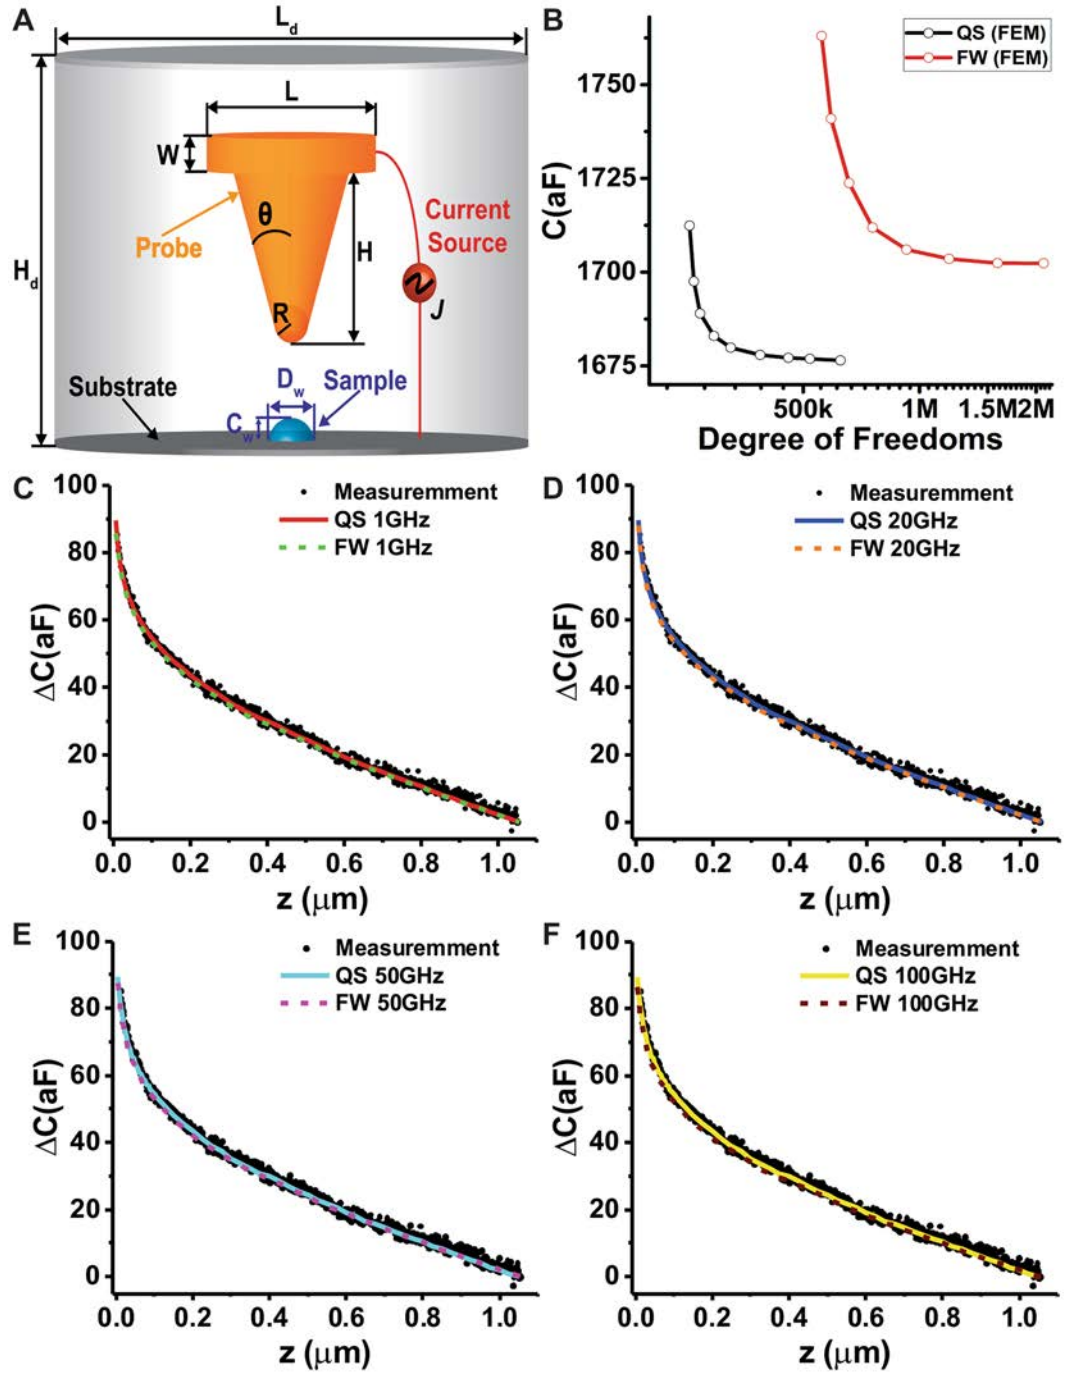 A
L_d
L
W
Probe
θ
H
Current
Source
H_d
R
J
Substrate
D_w
Sample
C_w
B
C(aF)
QS (FEM)
FW (FEM)
1750
1725
1700
1675
500k
1M
1.5M
2M
Degree of Freedoms
C
ΔC(aF)
100
80
60
40
20
0
Measuremment
QS 1GHz
FW 1GHz
0.0 0.2 0.4 0.6 0.8 1.0
z (μm)
D
ΔC(aF)
100
80
60
40
20
0
Measuremment
QS 20GHz
FW 20GHz
0.0 0.2 0.4 0.6 0.8 1.0
z (μm)
E
ΔC(aF)
100
80
60
40
20
0
Measuremment
QS 50GHz
FW 50GHz
0.0 0.2 0.4 0.6 0.8 1.0
z (μm)
F
ΔC(aF)
100
80
60
40
20
0
Measuremment
QS 100GHz
FW 100GHz
0.0 0.2 0.4 0.6 0.8 1.0
z (μm)